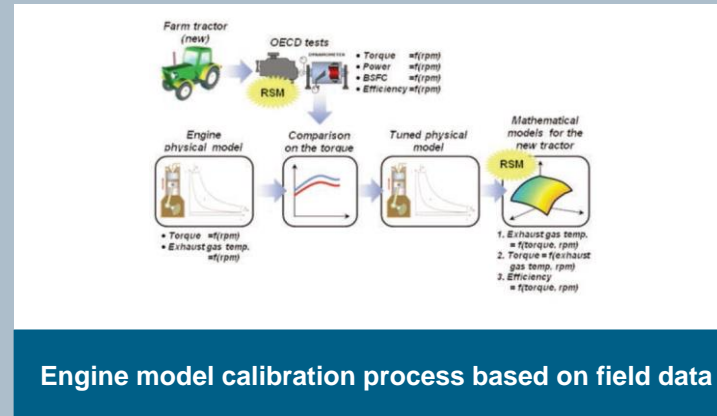 Farm tractor
(new)
OECD tests
DYNAMOMETER
RSM
• Torque =f(rpm)
• Power =f(rpm)
• BSFC =f(rpm)
• Efficiency=f(rpm)
Engine
physical model
Comparison
on the torque
Tuned physical
model
Mathematical
models for the
new tractor
RSM
• Torque =f(rpm)
• Exhaust gas temp.
=f(rpm)
1. Exhaust gas temp.
= f(torque, rpm)
2. Torque = f(exhaust
gas temp, rpm)
3. Efficiency
= f(torque, rpm)
Engine model calibration process based on field data